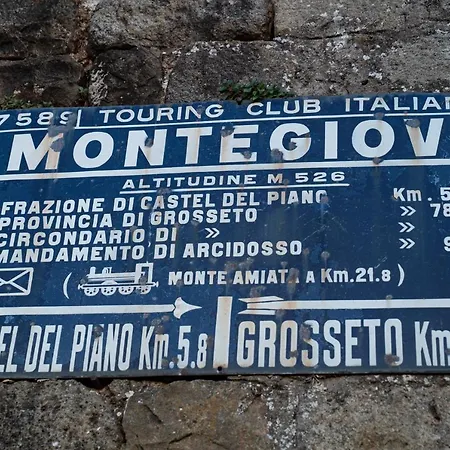 7589 TOURING CLUB ITALIAN
MONTEGIOV
ALTITUDINE M 526
FRAZIONE DI CASTEL DEL PIANO Km. 5
PROVINCIA DI GROSSETO » 78
CIRCONDARIO DI » »
MANDAMENTO DI ARCIDOSSO » 9
( MONTE AMIATA A Km.21.8 )
EL DEL PIANO Km.5.8 GROSSETO Km